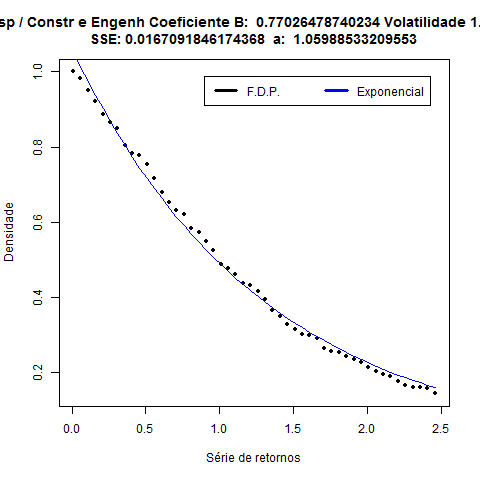 sp / Constr e Engenh Coeficiente B: 0.77026478740234 Volatilidade 1.
SSE: 0.0167091846174368 a: 1.05988533209553
F.D.P.
Exponencial
Densidade
1.0
0.8
0.6
0.4
0.2
0.0
0.5
1.0
1.5
2.0
2.5
Série de retornos